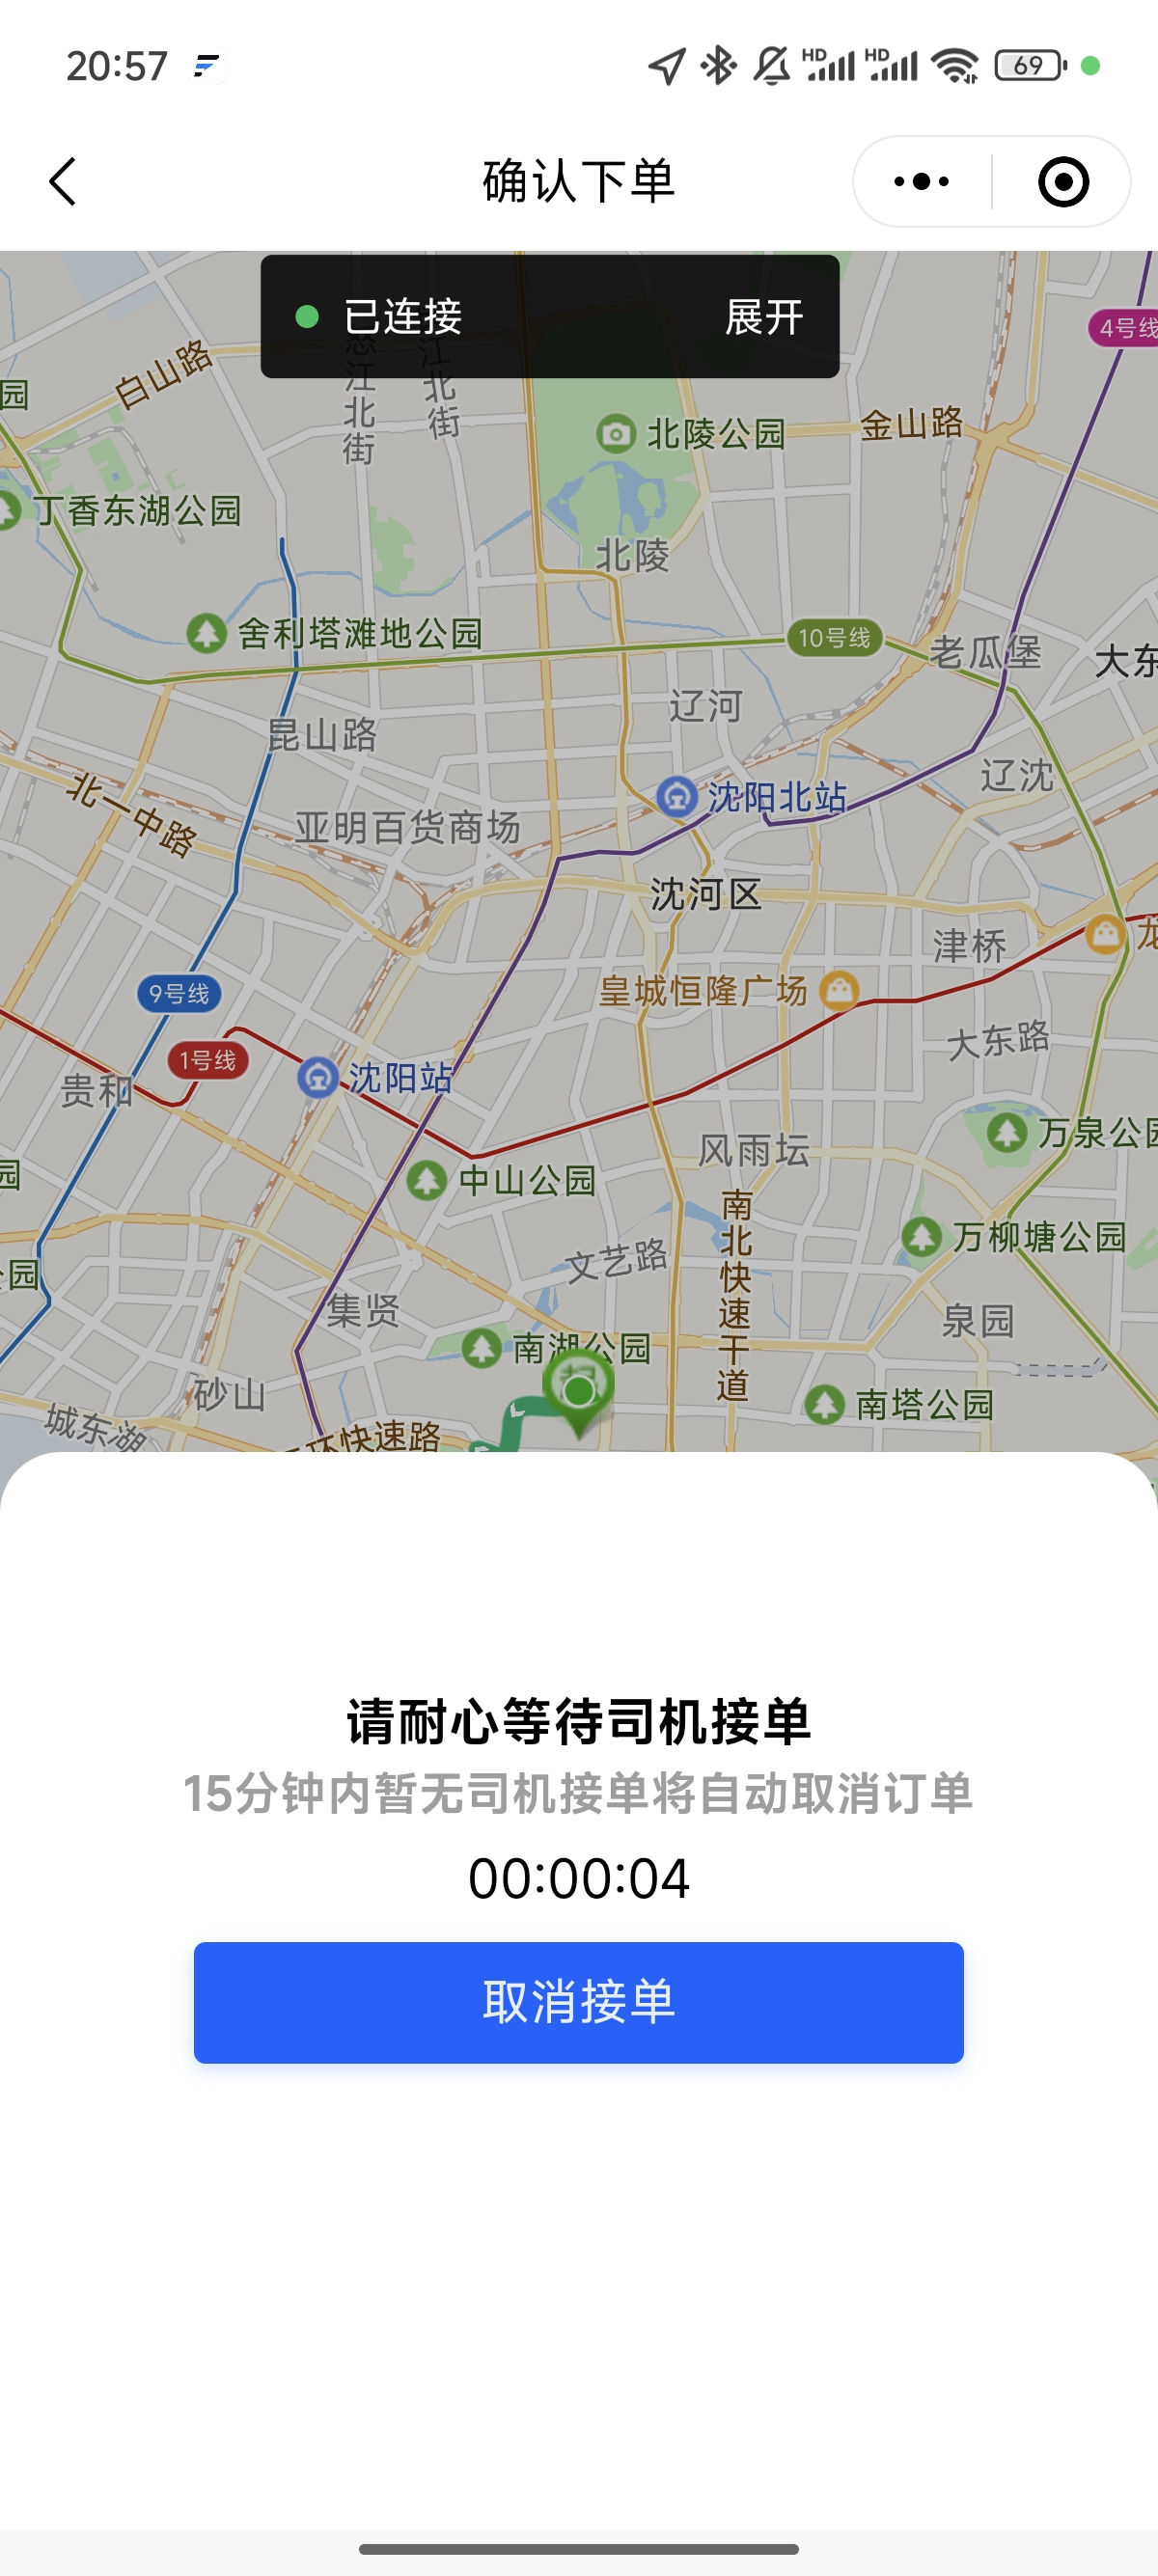 20:57
HD
HD
69
确认下单
已连接
展开
4号线
白山路
江北街
江北街
园
北陵公园
金山路
丁香东湖公园
北陵
舍利塔滩地公园
10号线
老瓜堡
大东
辽河
昆山路
辽沈
北一中路
沈阳北站
亚明百货商场
沈河区
津桥
9号线
皇城恒隆广场
大东路
1号线
沈阳站
贵和
万泉公园
风雨坛
园
中山公园
南北快速干道
万柳塘公园
文艺路
公园
集贤
泉园
南湖公园
砂山
南塔公园
城东湖
二环快速路
请耐心等待司机接单
15分钟内暂无司机接单将自动取消订单
00:00:04
取消接单